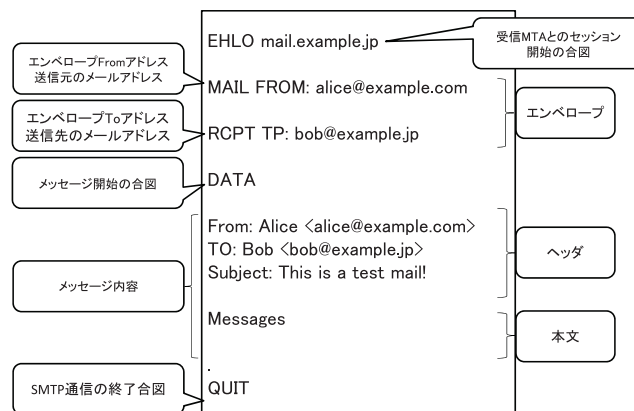 EHLO mail.example.jp
受信MTAとのセッション
開始の合図
エンベロープFromアドレス
送信元のメールアドレス
MAIL FROM: alice@example.com
エンベロープ
エンベロープToアドレス
送信先のメールアドレス
RCPT TP: bob@example.jp
メッセージ開始の合図
DATA
From: Alice <alice@example.com>
TO: Bob <bob@example.jp>
Subject: This is a test mail!
ヘッダ
メッセージ内容
Messages
本文
.
SMTP通信の終了合図
QUIT